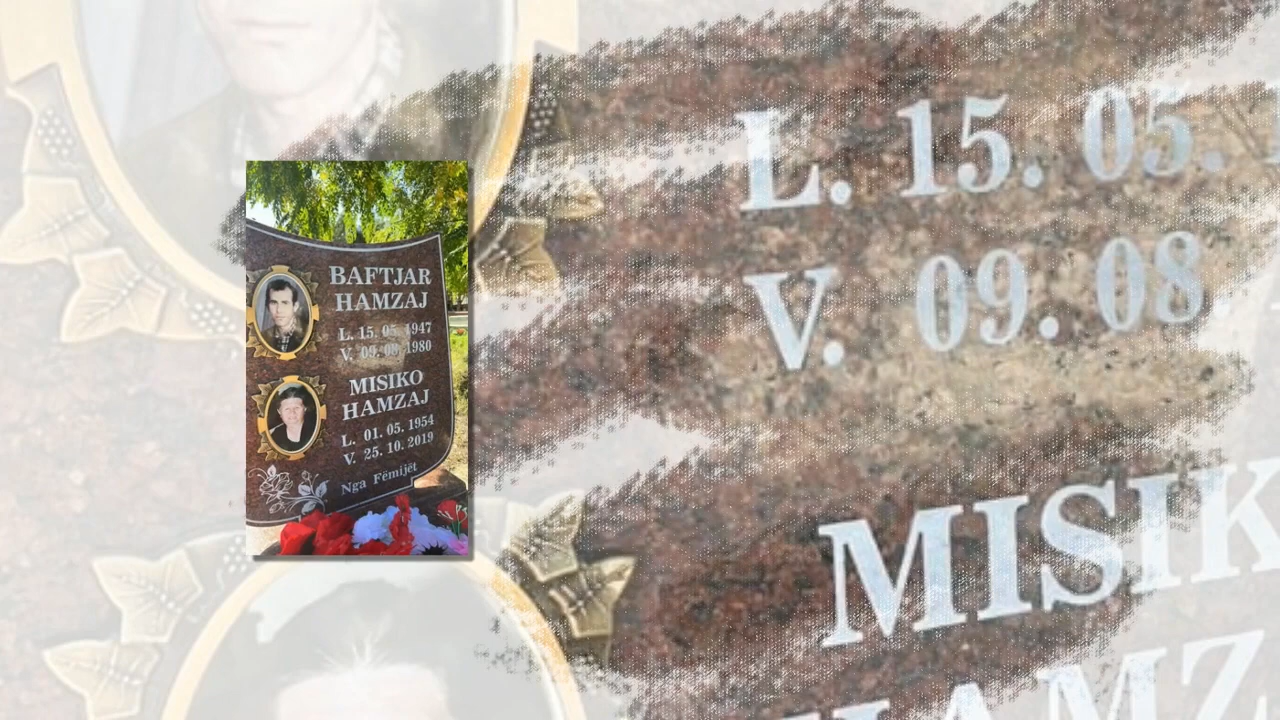 BAFTJAR
HAMZAJ
L. 15. 05. 1947
V. 09. 08. 1980
MISIKO
HAMZAJ
L. 01. 05. 1954
V. 25. 10. 2019
Nga Fëmijët
L. 15. 05.
V. 09. 08
MISIK
HAMZ